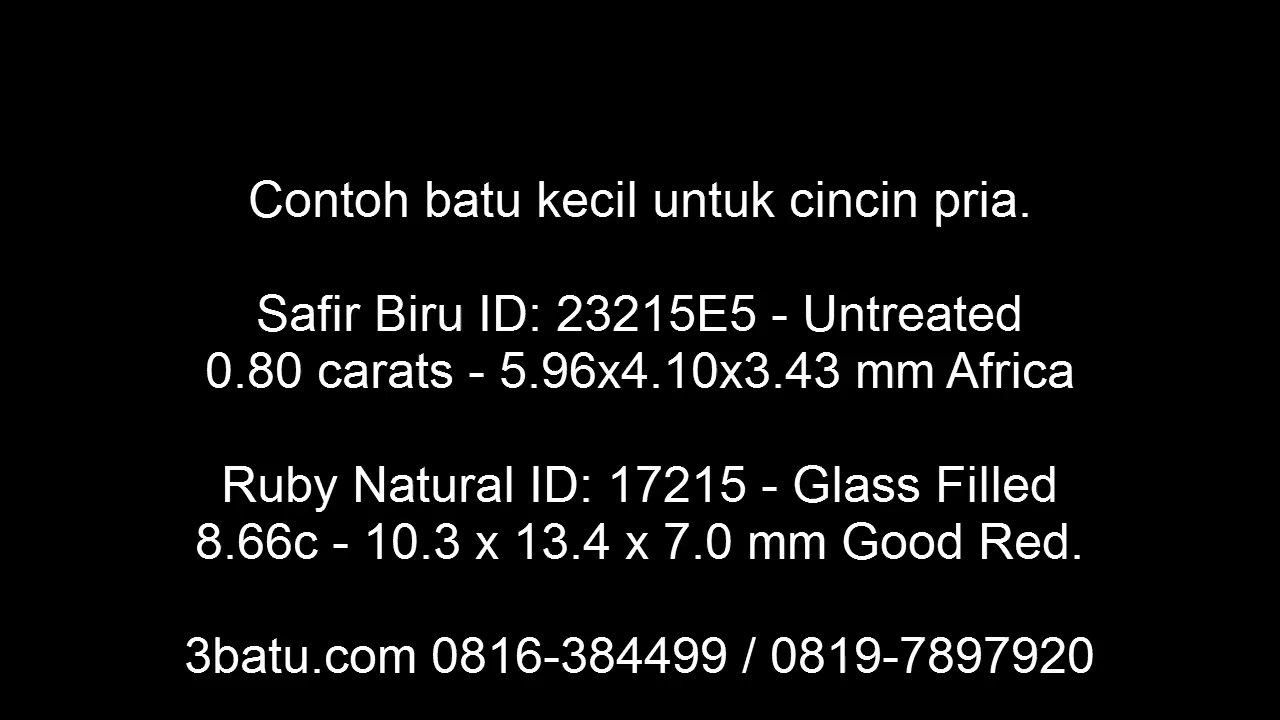 Contoh batu kecil untuk cincin pria.
Safir Biru ID: 23215E5 - Untreated
0.80 carats - 5.96x4.10x3.43 mm Africa
Ruby Natural ID: 17215 - Glass Filled
8.66c - 10.3 x 13.4 x 7.0 mm Good Red.
3batu.com 0816-384499 / 0819-7897920